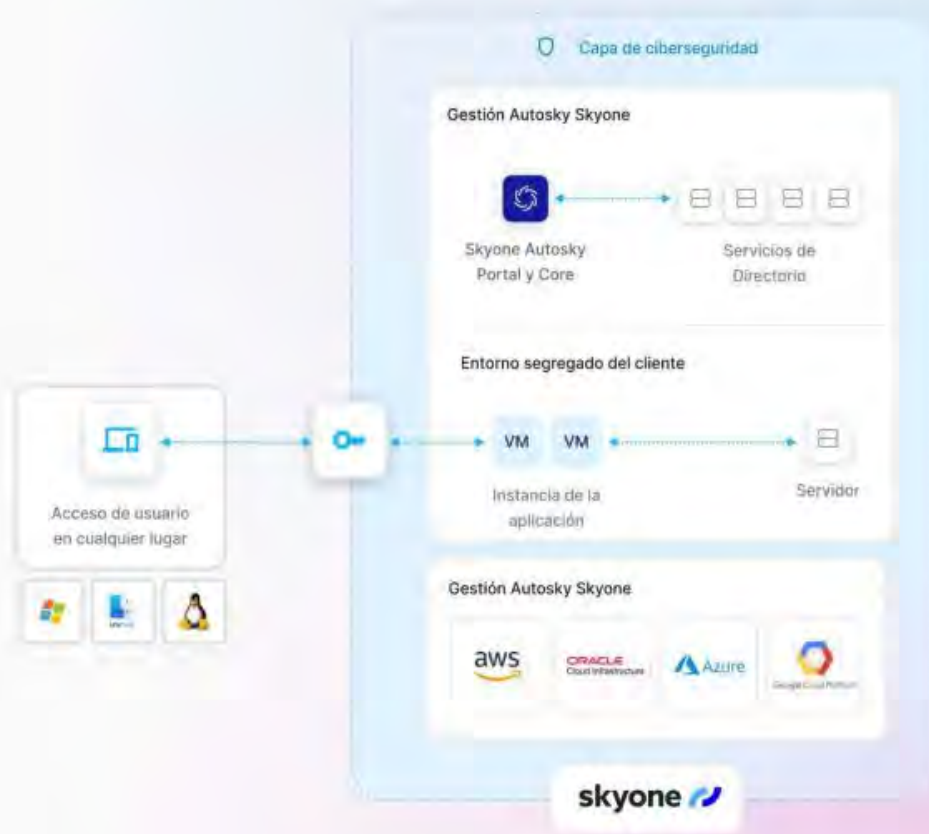 Capa de ciberseguridad
Gestión Autosky Skyone
Skyone Autosky
Portal y Core
Servicios de
Directorio
Entorno segregado del cliente
VM VM
Instancia de la
aplicación
Servidor
Acceso de usuario
en cualquier lugar
Gestión Autosky Skyone
aws
ORACLE
Cloud Infrastructure
Azure
Google Cloud Platform
skyone